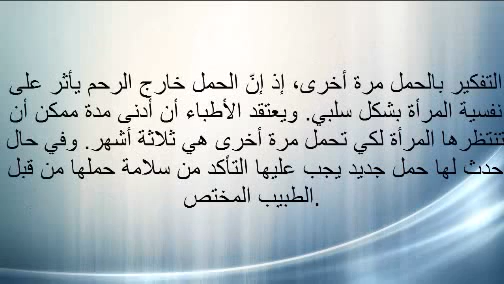 التفكير بالحمل مرة أخرى، إذ إنّ الحمل خارج الرحم يأثر على
نفسية المرأة بشكل سلبي. ويعتقد الأطباء أن أدنى مدة ممكن أن
تنتظرها المرأة لكي تحمل مرة أخرى هي ثلاثة أشهر. وفي حال
حدث لها حمل جديد يجب عليها التأكد من سلامة حملها من قبل
الطبيب المختص.